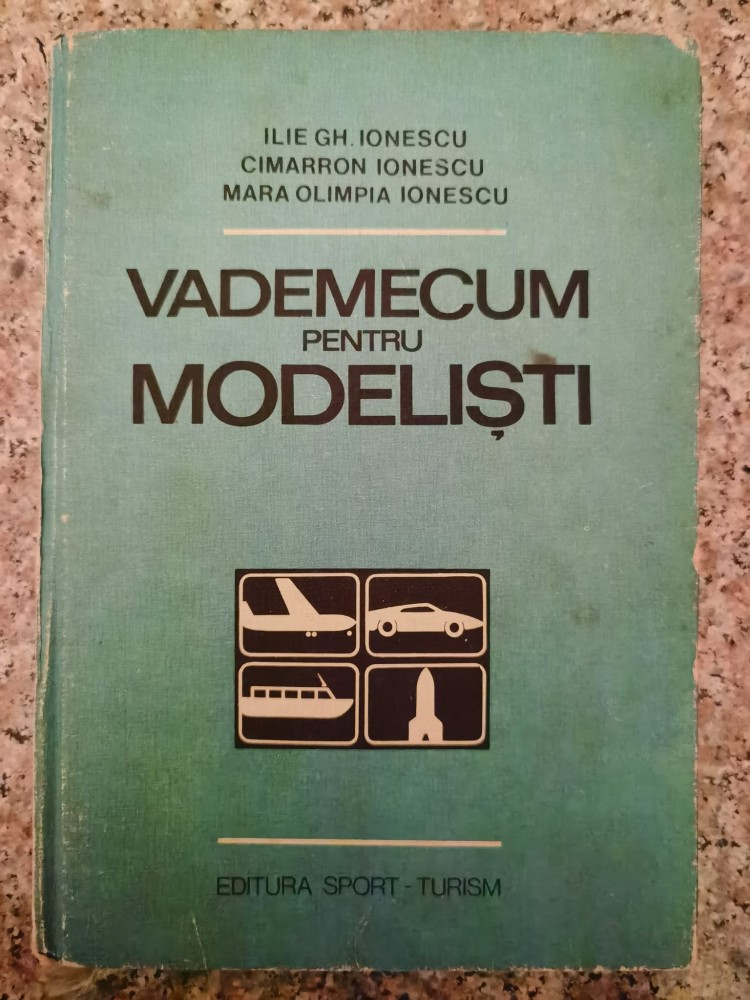 ILIE GH. IONESCU
CIMARRON IONESCU
MARA OLIMPIA IONESCU
VADEMECUM
PENTRU
MODELIȘTI
EDITURA SPORT - TURISM